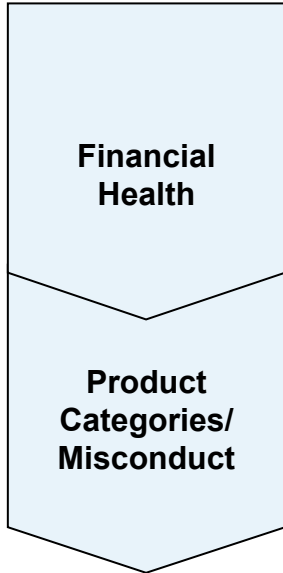 Financial
Health
Product
Categories/
Misconduct